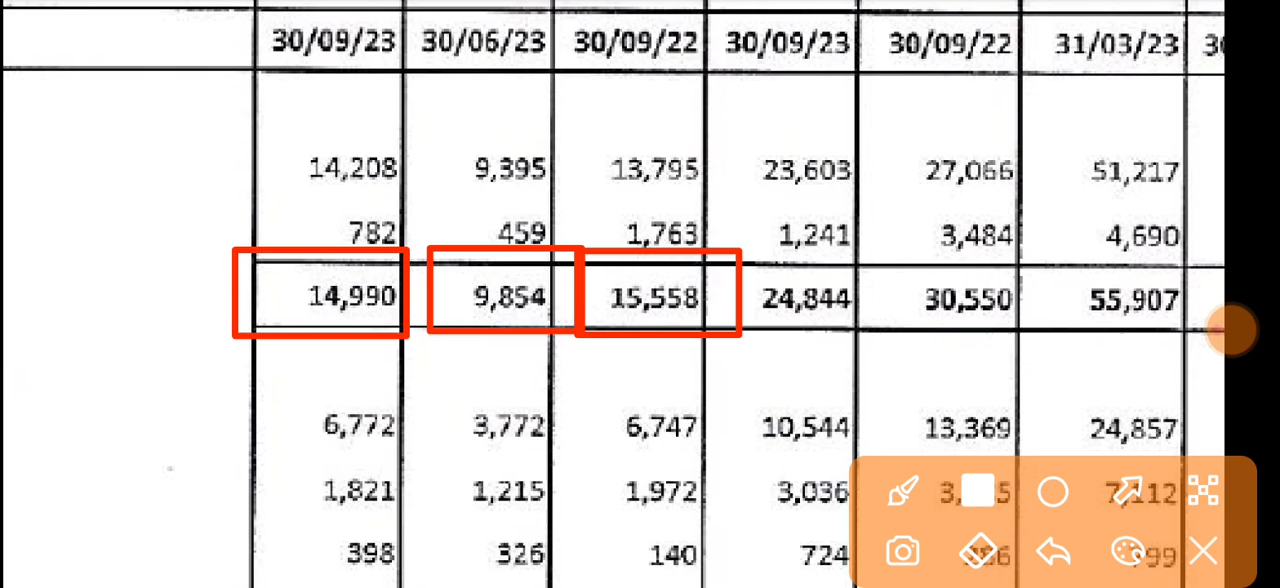 30/09/23 30/06/23 30/09/22 30/09/23 30/09/22 31/03/23
14,208 9,395 13,795 23,603 27,066 51,217
782 459 1,763 1,241 3,484 4,690
14,990 9,854 15,558 24,844 30,550 55,907
6,772 3,772 6,747 10,544 13,369 24,857
1,821 1,215 1,972 3,036
398 326 140 724